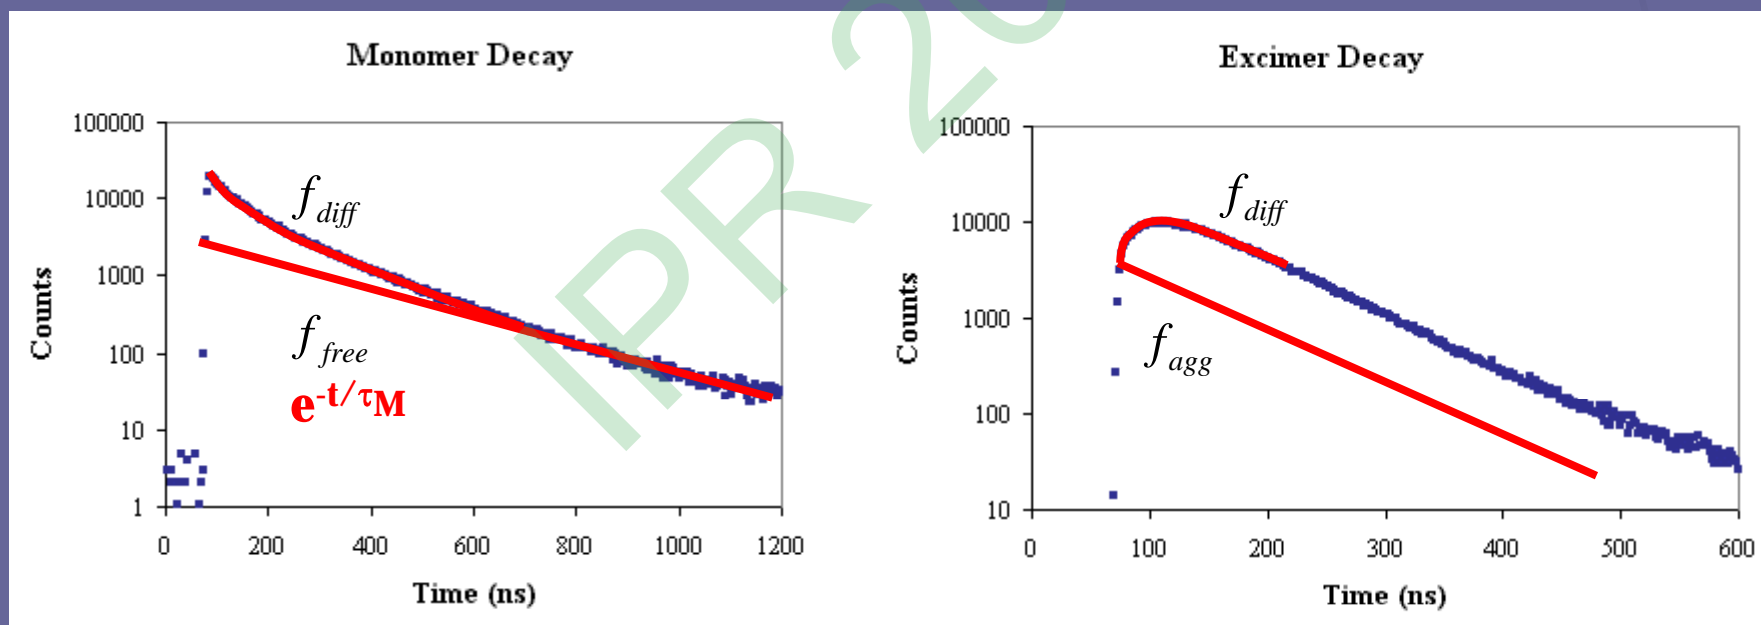 Monomer Decay
100000
10000
1000
100
10
1
Counts
f diff
f free
e-t/τM
0 200 400 600 800 1000 1200
Time (ns)
Excimer Decay
100000
10000
1000
100
10
Counts
f diff
f agg
0 100 200 300 400 500 600
Time (ns)
IPR 20